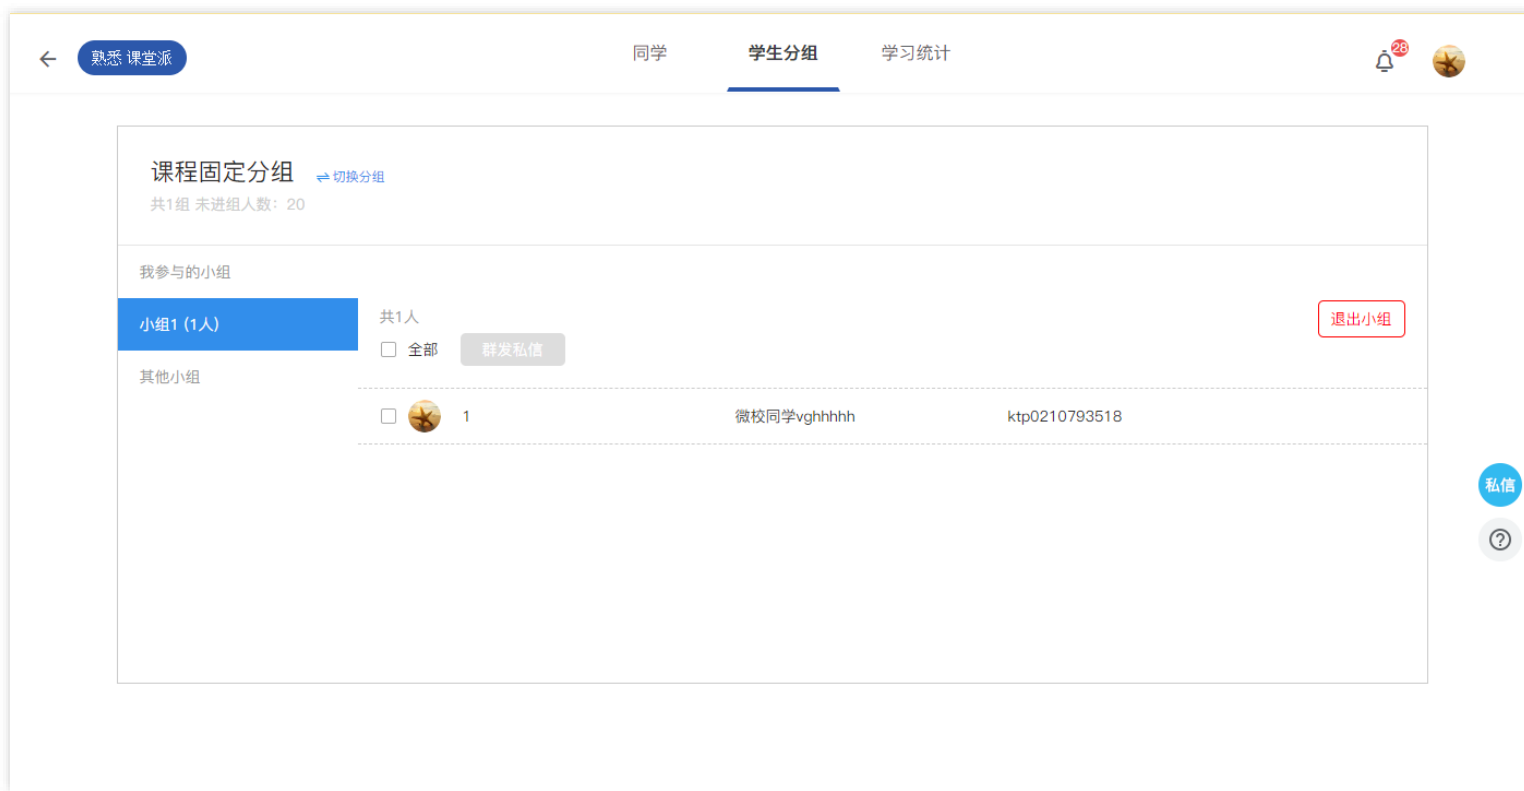 熟悉 课堂派
同学
学生分组
学习统计
28
课程固定分组
切换分组
共1组 未进组人数：20
我参与的小组
小组1 (1人)
其他小组
共1人
退出小组
全部
群发私信
1
微校同学vghhhhh
ktp0210793518
私信